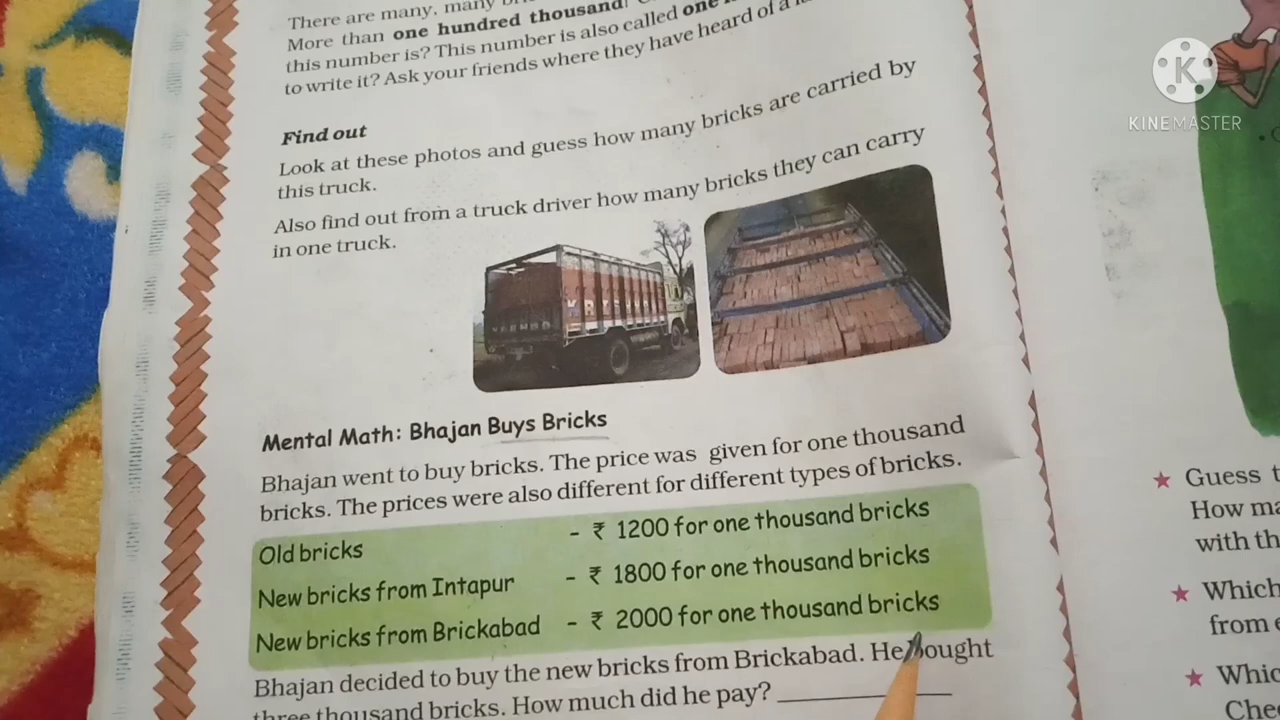 There are many, many
More than one hundred thousand!
this number is? This number is also called one
to write it? Ask your friends where they have heard of a
Find out
Look at these photos and guess how many bricks are carried by
this truck.
Also find out from a truck driver how many bricks they can carry
in one truck.
Mental Math: Bhajan Buys Bricks
Bhajan went to buy bricks. The price was given for one thousand
bricks. The prices were also different for different types of bricks.
Old bricks - ₹ 1200 for one thousand bricks
New bricks from Intapur - ₹ 1800 for one thousand bricks
New bricks from Brickabad - ₹ 2000 for one thousand bricks
Bhajan decided to buy the new bricks from Brickabad. He bought
three thousand bricks. How much did he pay?
K
KINEMASTER
★ Guess
How
with
★ Which
from
★